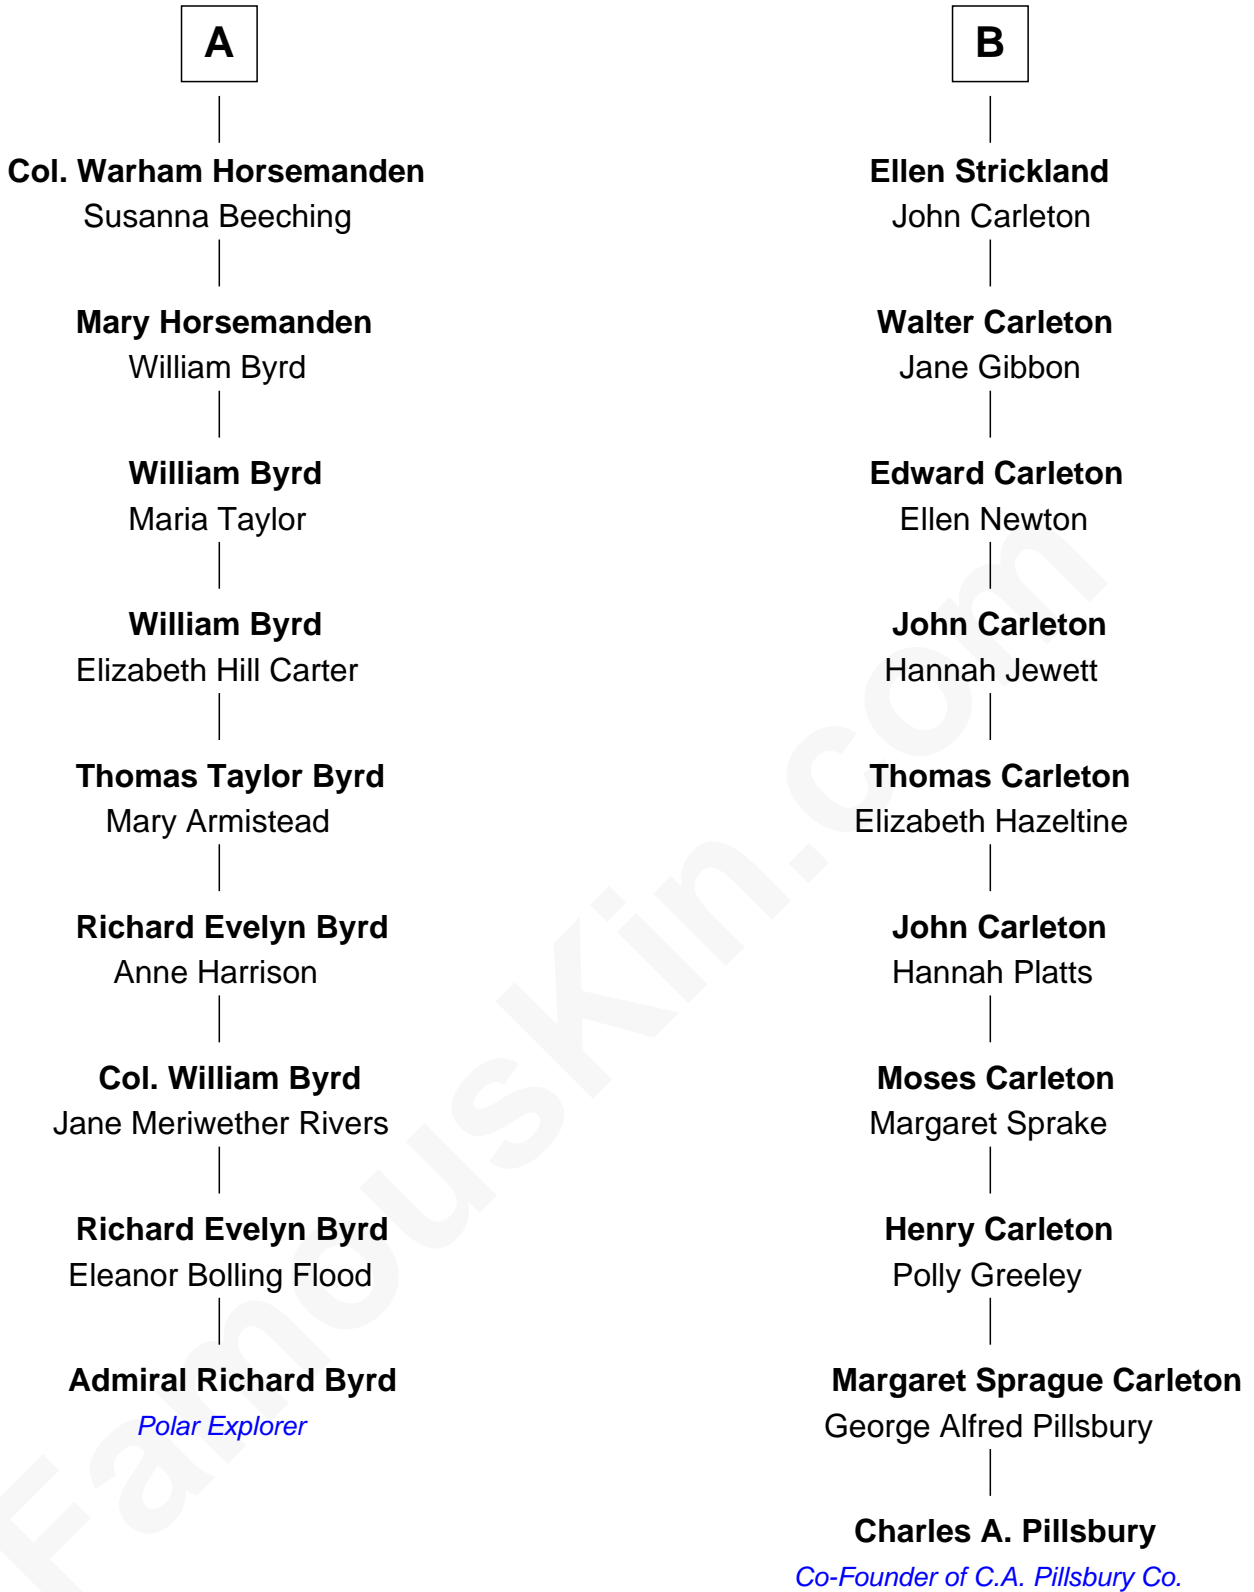 A
Col. Warham Horsemanden
Susanna Beeching
Mary Horsemanden
William Byrd
William Byrd
Maria Taylor
William Byrd
Elizabeth Hill Carter
Thomas Taylor Byrd
Mary Armistead
Richard Evelyn Byrd
Anne Harrison
Col. William Byrd
Jane Meriwether Rivers
Richard Evelyn Byrd
Eleanor Bolling Flood
Admiral Richard Byrd
Polar Explorer
B
Ellen Strickland
John Carleton
Walter Carleton
Jane Gibbon
Edward Carleton
Ellen Newton
John Carleton
Hannah Jewett
Thomas Carleton
Elizabeth Hazeltine
John Carleton
Hannah Platts
Moses Carleton
Margaret Sprake
Henry Carleton
Polly Greeley
Margaret Sprague Carleton
George Alfred Pillsbury
Charles A. Pillsbury
Co-Founder of C.A. Pillsbury Co.
FamousKin.com